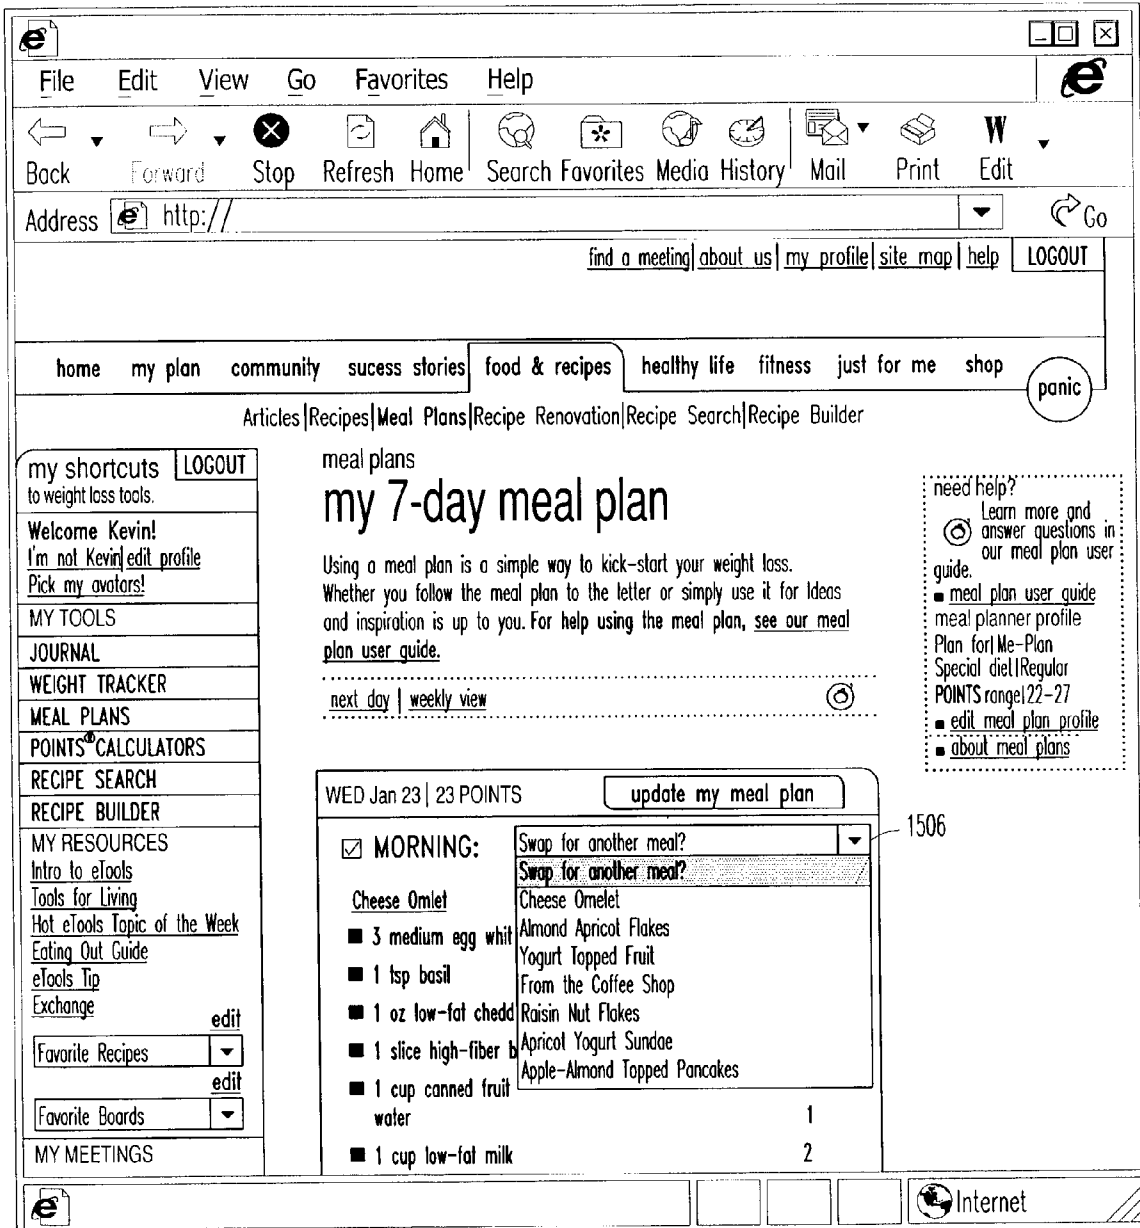 File Edit View Go Favorites Help
Back Forward Stop Refresh Home Search Favorites Media History Mail Print Edit
Address http:// Go
find a meeting | about us | my profile | site map | help LOGOUT
home my plan community sucess stories food & recipes healthy life fitness just for me shop
panic
Articles|Recipes|Meal Plans|Recipe Renovation|Recipe Search|Recipe Builder
my shortcuts LOGOUT
to weight loss tools.
Welcome Kevin!
I'm not Kevin|edit profile
Pick my avatars!
MY TOOLS
JOURNAL
WEIGHT TRACKER
MEAL PLANS
POINTS® CALCULATORS
RECIPE SEARCH
RECIPE BUILDER
MY RESOURCES
Intro to eTools
Tools for Living
Hot eTools Topic of the Week
Eating Out Guide
eTools Tip
Exchange
edit
Favorite Recipes
edit
Favorite Boards
MY MEETINGS
meal plans
my 7-day meal plan
Using a meal plan is a simple way to kick-start your weight loss.
Whether you follow the meal plan to the letter or simply use it for Ideas
and inspiration is up to you. For help using the meal plan, see our meal
plan user guide.
next day | weekly view
WED Jan 23 | 23 POINTS update my meal plan
MORNING: Swap for another meal?
Swap for another meal?
Cheese Omelet
Almond Apricot Flakes
Yogurt Topped Fruit
From the Coffee Shop
Raisin Nut Flakes
Apricot Yogurt Sundae
Apple-Almond Topped Pancakes
1506
Cheese Omlet
3 medium egg whit
1 tsp basil
1 oz low-fat chedd
1 slice high-fiber b
1 cup canned fruit
water 1
1 cup low-fat milk 2
need help?
Learn more and
answer questions in
our meal plan user
guide.
meal plan user guide
meal planner profile
Plan for|Me-Plan
Special diet|Regular
POINTS range|22-27
edit meal plan profile
about meal plans
Internet